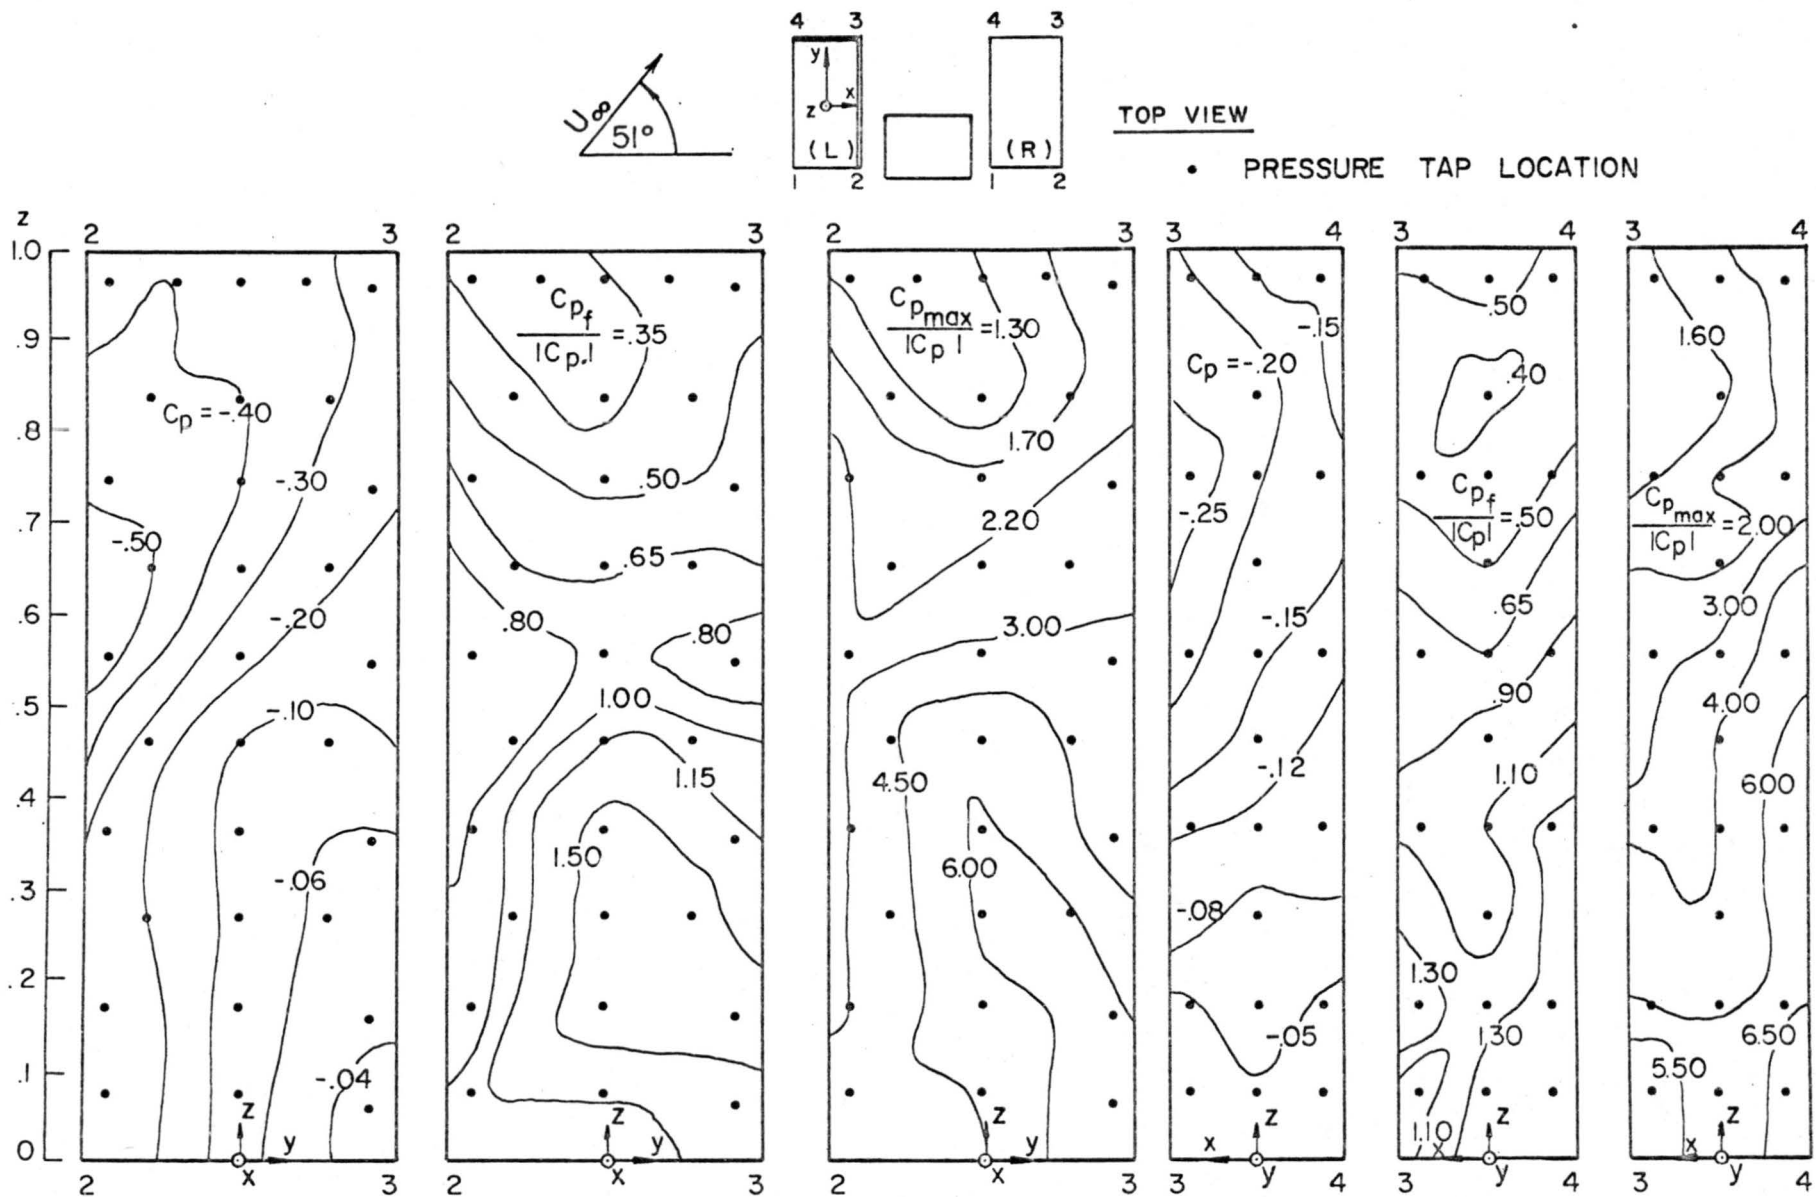 4 3 4 3
y
x
z
(L) (R)
1 2 1 2
U∞
51°
TOP VIEW
• PRESSURE TAP LOCATION
z
1.0
.9
.8
.7
.6
.5
.4
.3
.2
.1
0
2 3
Cp = -.40
-.30
-.50
-.20
-.10
-.06
-.04
z
y
x
2 3
2 3
Cpf
|Cp| = .35
.50
.65
.80 .80
1.00
1.15
1.50
z
y
x
2 3
2 3
Cpmax
|Cp| = 1.30
1.70
2.20
3.00
4.50
6.00
z
y
x
2 3
3 4
-.15
Cp = -.20
-.25
-.15
-.12
-.08
-.05
z
x
y
3 4
3 4
.50
.40
Cpf
|Cp| = .50
.65
.90
1.10
1.30
1.30
1.10
z
x
y
3 4
3 4
1.60
Cpmax
|Cp| = 2.00
3.00
4.00
6.00
6.50
5.50
z
x
y
3 4